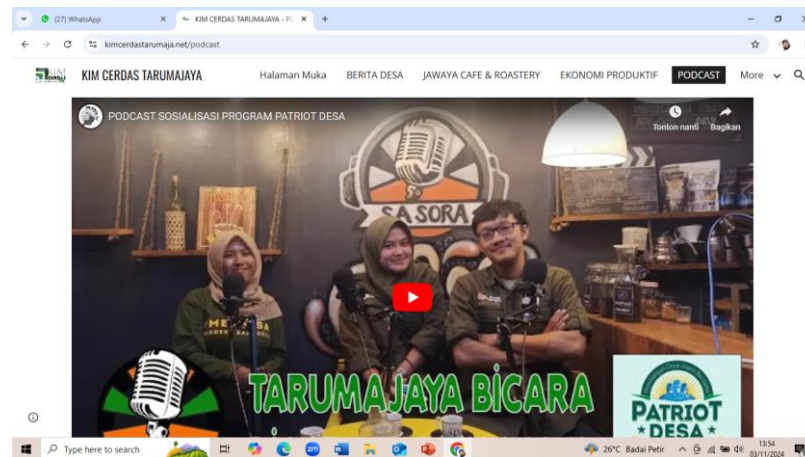 (27) WhatsApp
KIM CERDAS TARUMAJAYA - PO
kimcerdastarumaja.net/podcast
KIM CERDAS TARUMAJAYA
Halaman Muka
BERITA DESA
JAWAYA CAFE & ROASTERY
EKONOMI PRODUKTIF
PODCAST
More
PODCAST SOSIALISASI PROGRAM PATRIOT DESA
Tonton nanti
Bagikan
SASORA
TARUMAJAYA BICARA
PATRIOT
DESA
Type here to search
26°C Badai Petir
13:54
03/11/2024